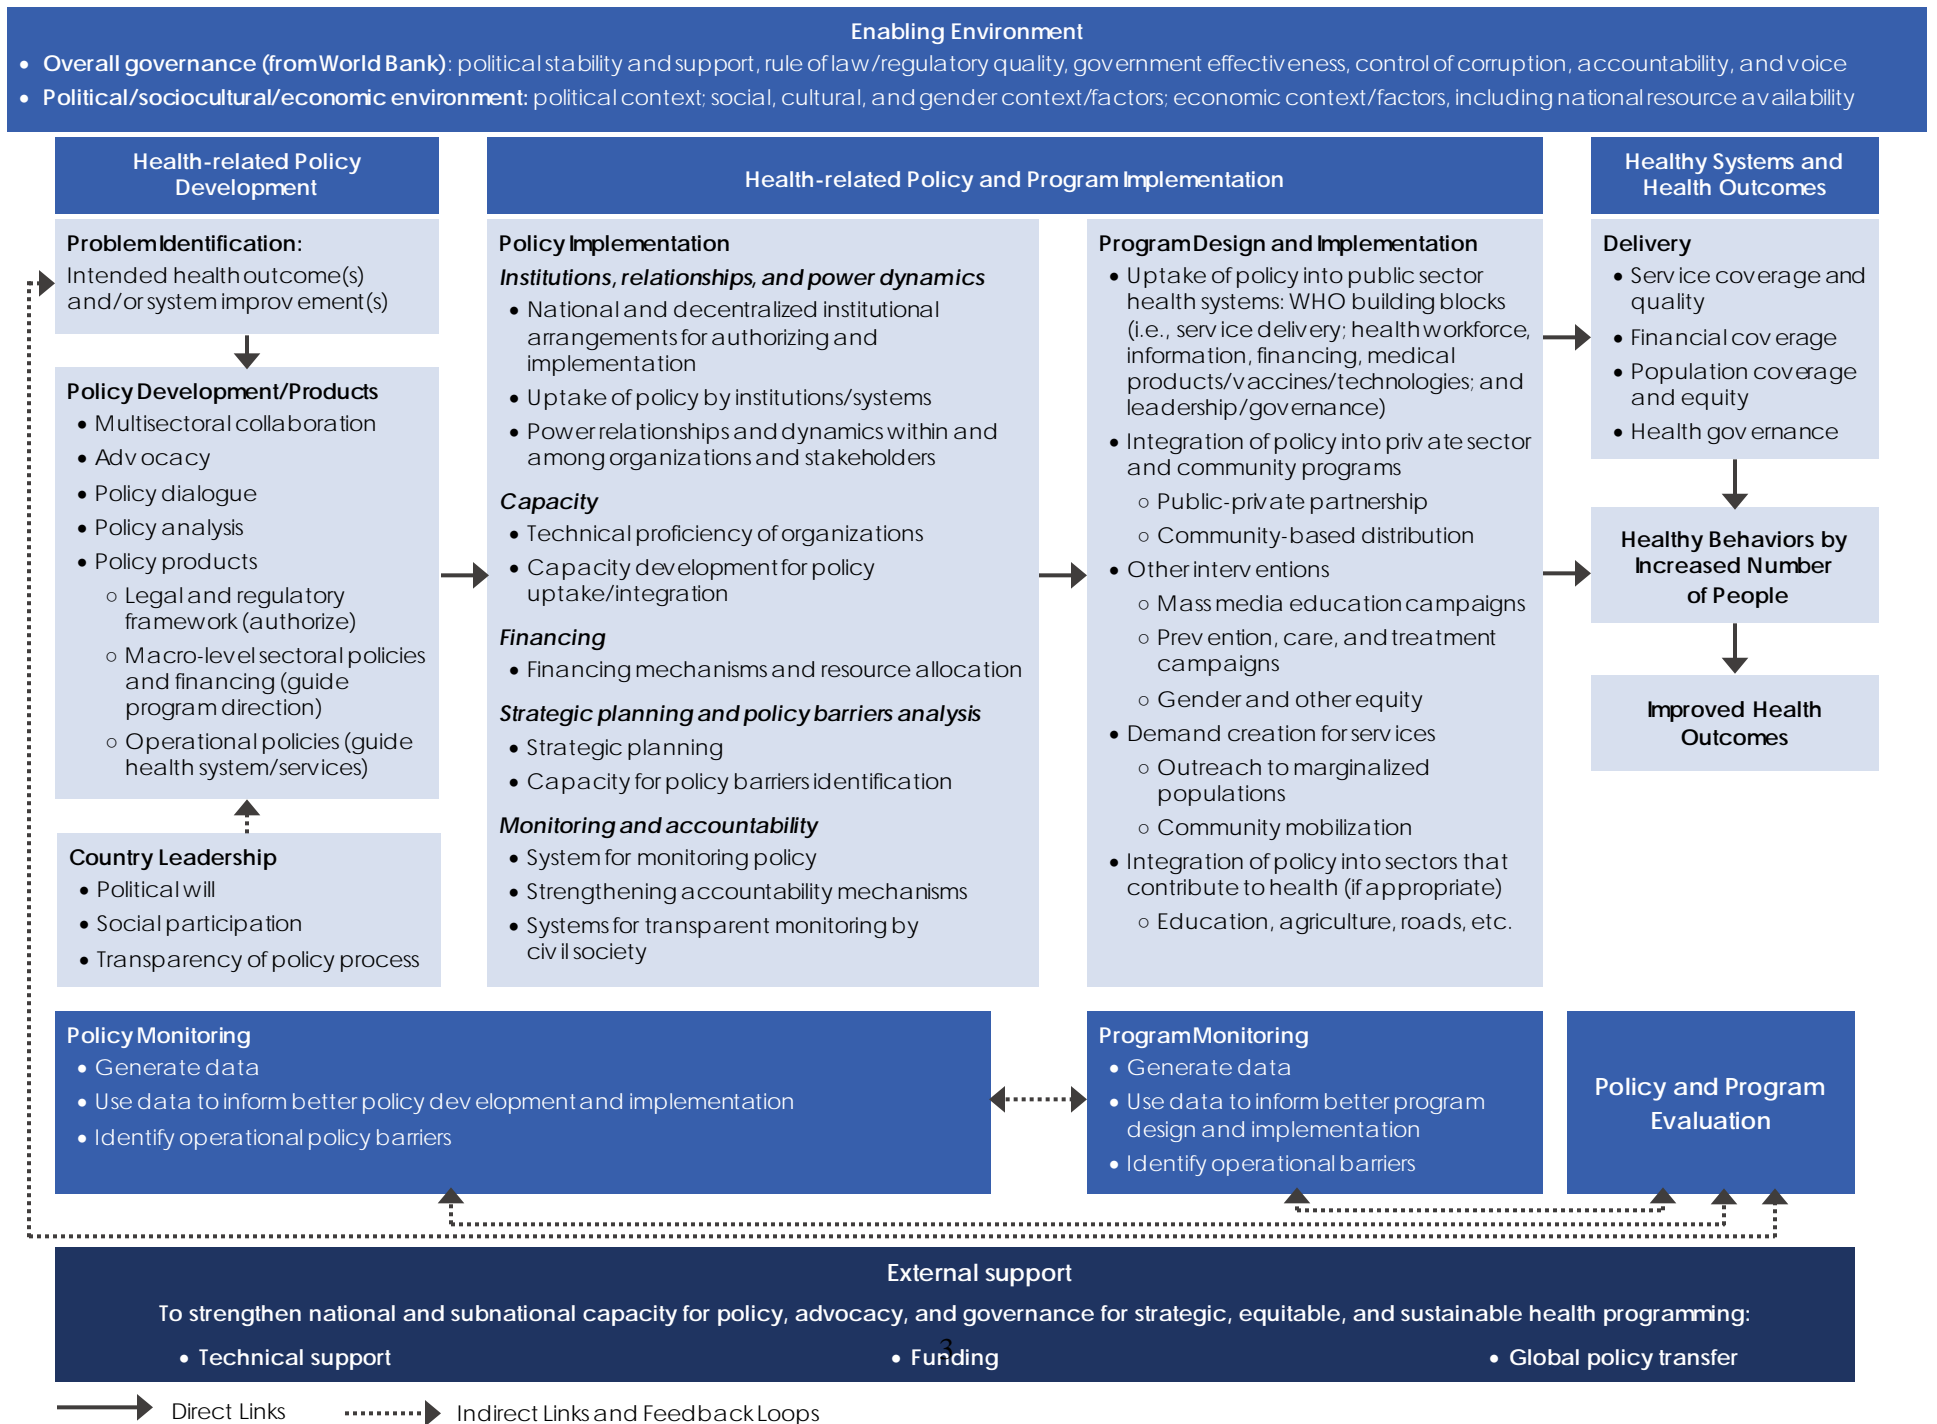 Enabling Environment
• Overall governance (from World Bank): political stability and support, rule of law/regulatory quality, government effectiveness, control of corruption, accountability, and voice
• Political/sociocultural/economic environment: political context; social, cultural, and gender context/factors; economic context/factors, including national resource availability
Health-related Policy
Development
Problem Identification:
Intended health outcome(s)
and/or system improvement(s)
Policy Development/Products
• Multisectoral collaboration
• Advocacy
• Policy dialogue
• Policy analysis
• Policy products
○ Legal and regulatory
framework (authorize)
○ Macro-level sectoral policies
and financing (guide
program direction)
○ Operational policies (guide
health system/services)
Country Leadership
• Political will
• Social participation
• Transparency of policy process
Health-related Policy and Program Implementation
Policy Implementation
Institutions, relationships, and power dynamics
• National and decentralized institutional
arrangements for authorizing and
implementation
• Uptake of policy by institutions/systems
• Power relationships and dynamics within and
among organizations and stakeholders
Capacity
• Technical proficiency of organizations
• Capacity development for policy
uptake/integration
Financing
• Financing mechanisms and resource allocation
Strategic planning and policy barriers analysis
• Strategic planning
• Capacity for policy barriers identification
Monitoring and accountability
• System for monitoring policy
• Strengthening accountability mechanisms
• Systems for transparent monitoring by
civil society
Program Design and Implementation
• Uptake of policy into public sector
health systems: WHO building blocks
(i.e., service delivery; health workforce,
information, financing, medical
products/vaccines/technologies; and
leadership/governance)
• Integration of policy into private sector
and community programs
○ Public-private partnership
○ Community-based distribution
• Other interventions
○ Mass media education campaigns
○ Prevention, care, and treatment
campaigns
○ Gender and other equity
• Demand creation for services
○ Outreach to marginalized
populations
○ Community mobilization
• Integration of policy into sectors that
contribute to health (if appropriate)
○ Education, agriculture, roads, etc.
Healthy Systems and
Health Outcomes
Delivery
• Service coverage and
quality
• Financial coverage
• Population coverage
and equity
• Health governance
Healthy Behaviors by
Increased Number
of People
Improved Health
Outcomes
Policy Monitoring
• Generate data
• Use data to inform better policy development and implementation
• Identify operational policy barriers
Program Monitoring
• Generate data
• Use data to inform better program
design and implementation
• Identify operational barriers
Policy and Program
Evaluation
External support
To strengthen national and subnational capacity for policy, advocacy, and governance for strategic, equitable, and sustainable health programming:
3
• Technical support • Funding • Global policy transfer
Direct Links Indirect Links and Feedback Loops